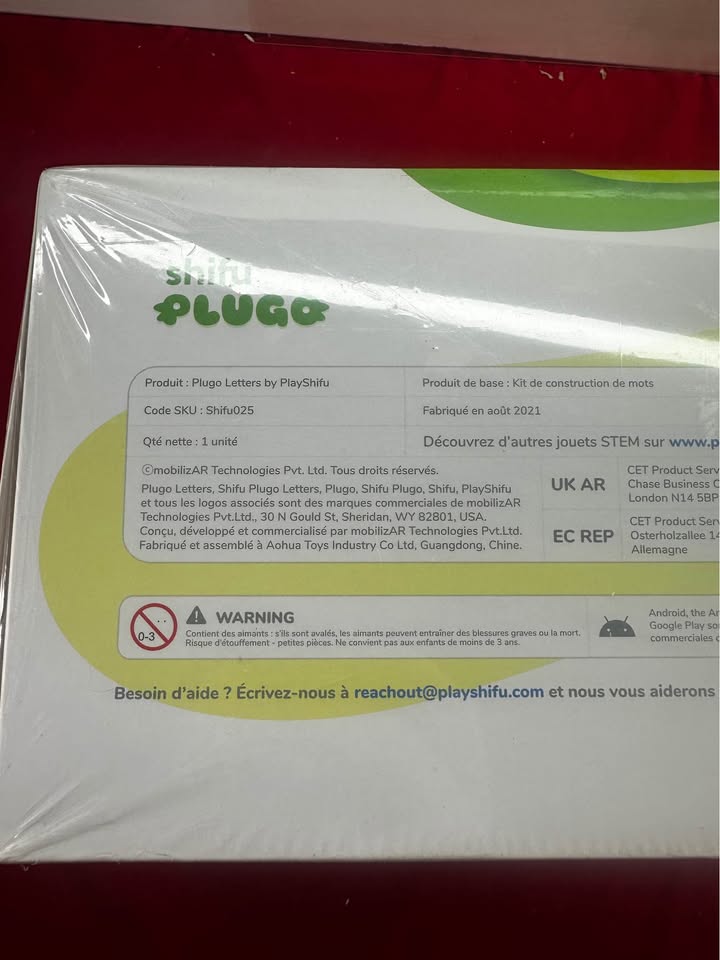 shifu
PLUGO
Produit : Plugo Letters by PlayShifu
Produit de base : Kit de construction de mots
Code SKU : Shifu025
Fabriqué en août 2021
Qté nette : 1 unité
Découvrez d'autres jouets STEM sur www.p
©mobilizAR Technologies Pvt. Ltd. Tous droits réservés.
Plugo Letters, Shifu Plugo Letters, Plugo, Shifu Plugo, Shifu, PlayShifu
et tous les logos associés sont des marques commerciales de mobilizAR
Technologies Pvt.Ltd., 30 N Gould St, Sheridan, WY 82801, USA.
Conçu, développé et commercialisé par mobilizAR Technologies Pvt.Ltd.
Fabriqué et assemblé à Aohua Toys Industry Co Ltd, Guangdong, Chine.
UK AR
CET Product Serv
Chase Business C
London N14 5BP
EC REP
CET Product Serv
Osterholzallee 14
Allemagne
0-3
WARNING
Contient des aimants : s'ils sont avalés, les aimants peuvent entraîner des blessures graves ou la mort.
Risque d'étouffement - petites pièces. Ne convient pas aux enfants de moins de 3 ans.
Android, the An
Google Play so
commerciales d
Besoin d'aide ? Écrivez-nous à reachout@playshifu.com et nous vous aiderons